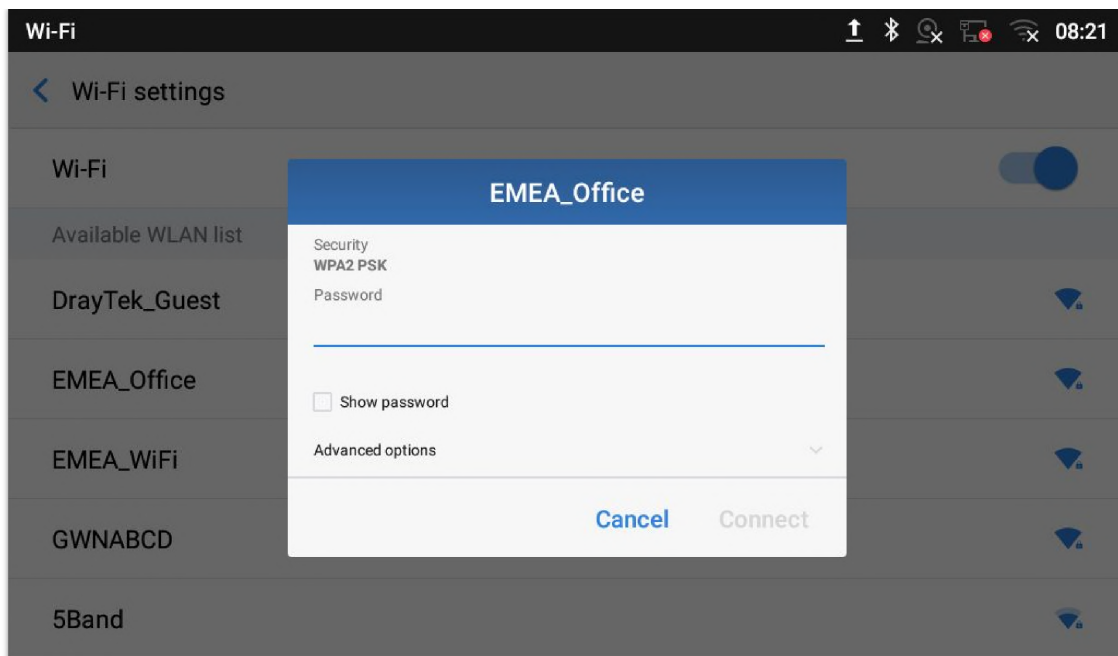 Wi-Fi 08:21
Wi-Fi settings
Wi-Fi
Available WLAN list
DrayTek_Guest
EMEA_Office
EMEA_WiFi
GWNABCD
5Band
EMEA_Office
Security
WPA2 PSK
Password
Show password
Advanced options
Cancel Connect